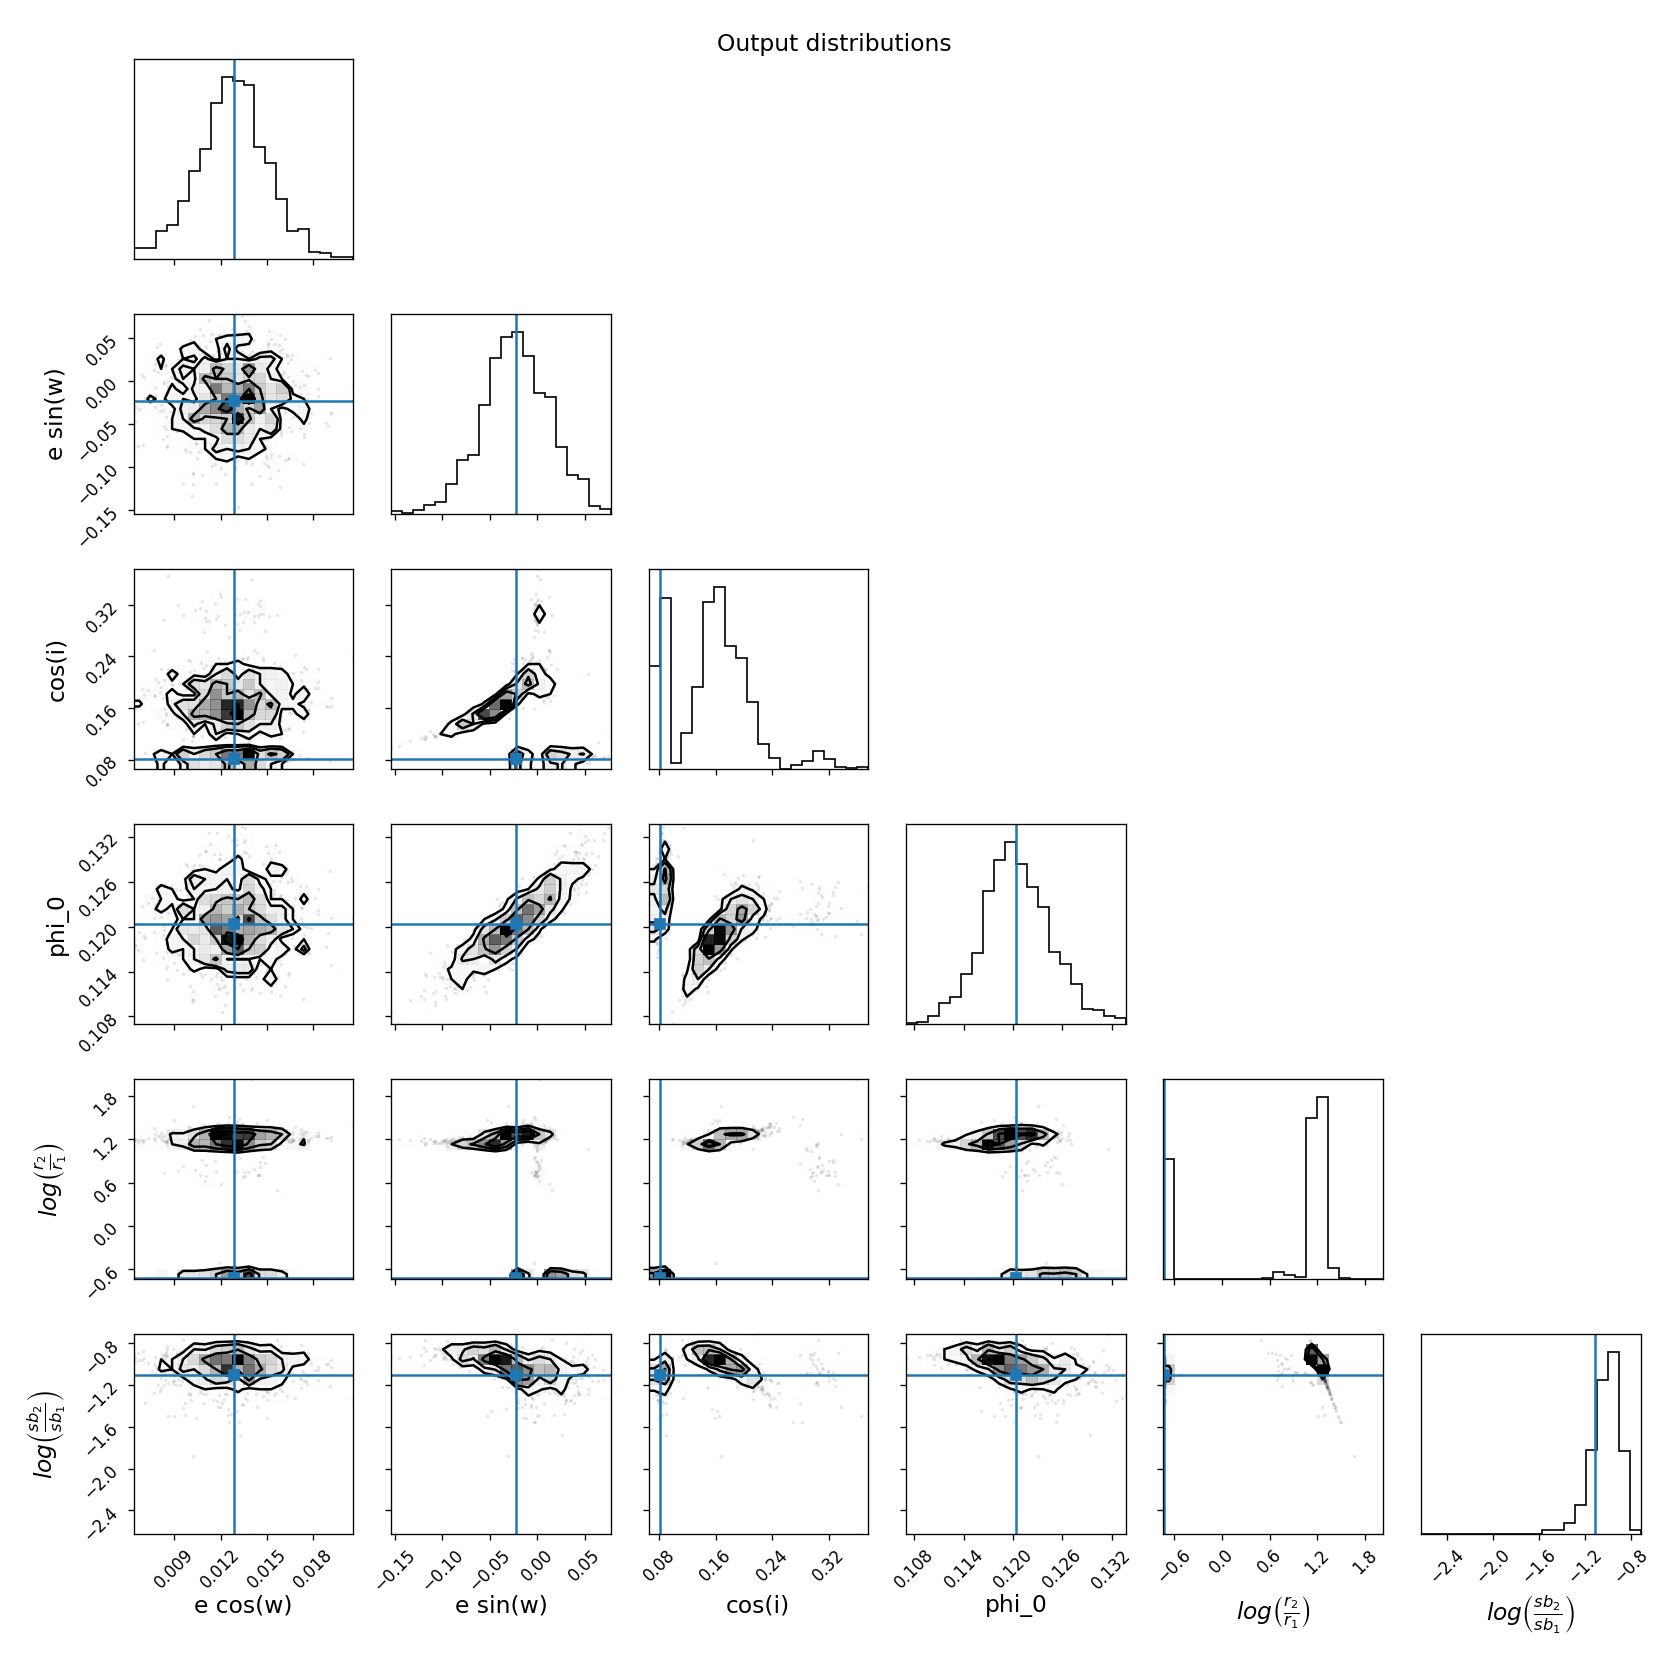 Output distributions
e sin(w)
0.05
0.00
−0.05
−0.10
−0.15
cos(i)
0.32
0.24
0.16
0.08
phi_0
0.132
0.126
0.120
0.114
0.108
log(r₂/r₁)
1.8
1.2
0.6
0.0
−0.6
log(sb₂/sb₁)
−0.8
−1.2
−1.6
−2.0
−2.4
0.009 0.012 0.015 0.018
−0.15 −0.10 −0.05 0.00 0.05
0.08 0.16 0.24 0.32
0.108 0.114 0.120 0.126 0.132
−0.6 0.0 0.6 1.2 1.8
−2.4 −2.0 −1.6 −1.2 −0.8
e cos(w)
e sin(w)
cos(i)
phi_0
log(r₂/r₁)
log(sb₂/sb₁)